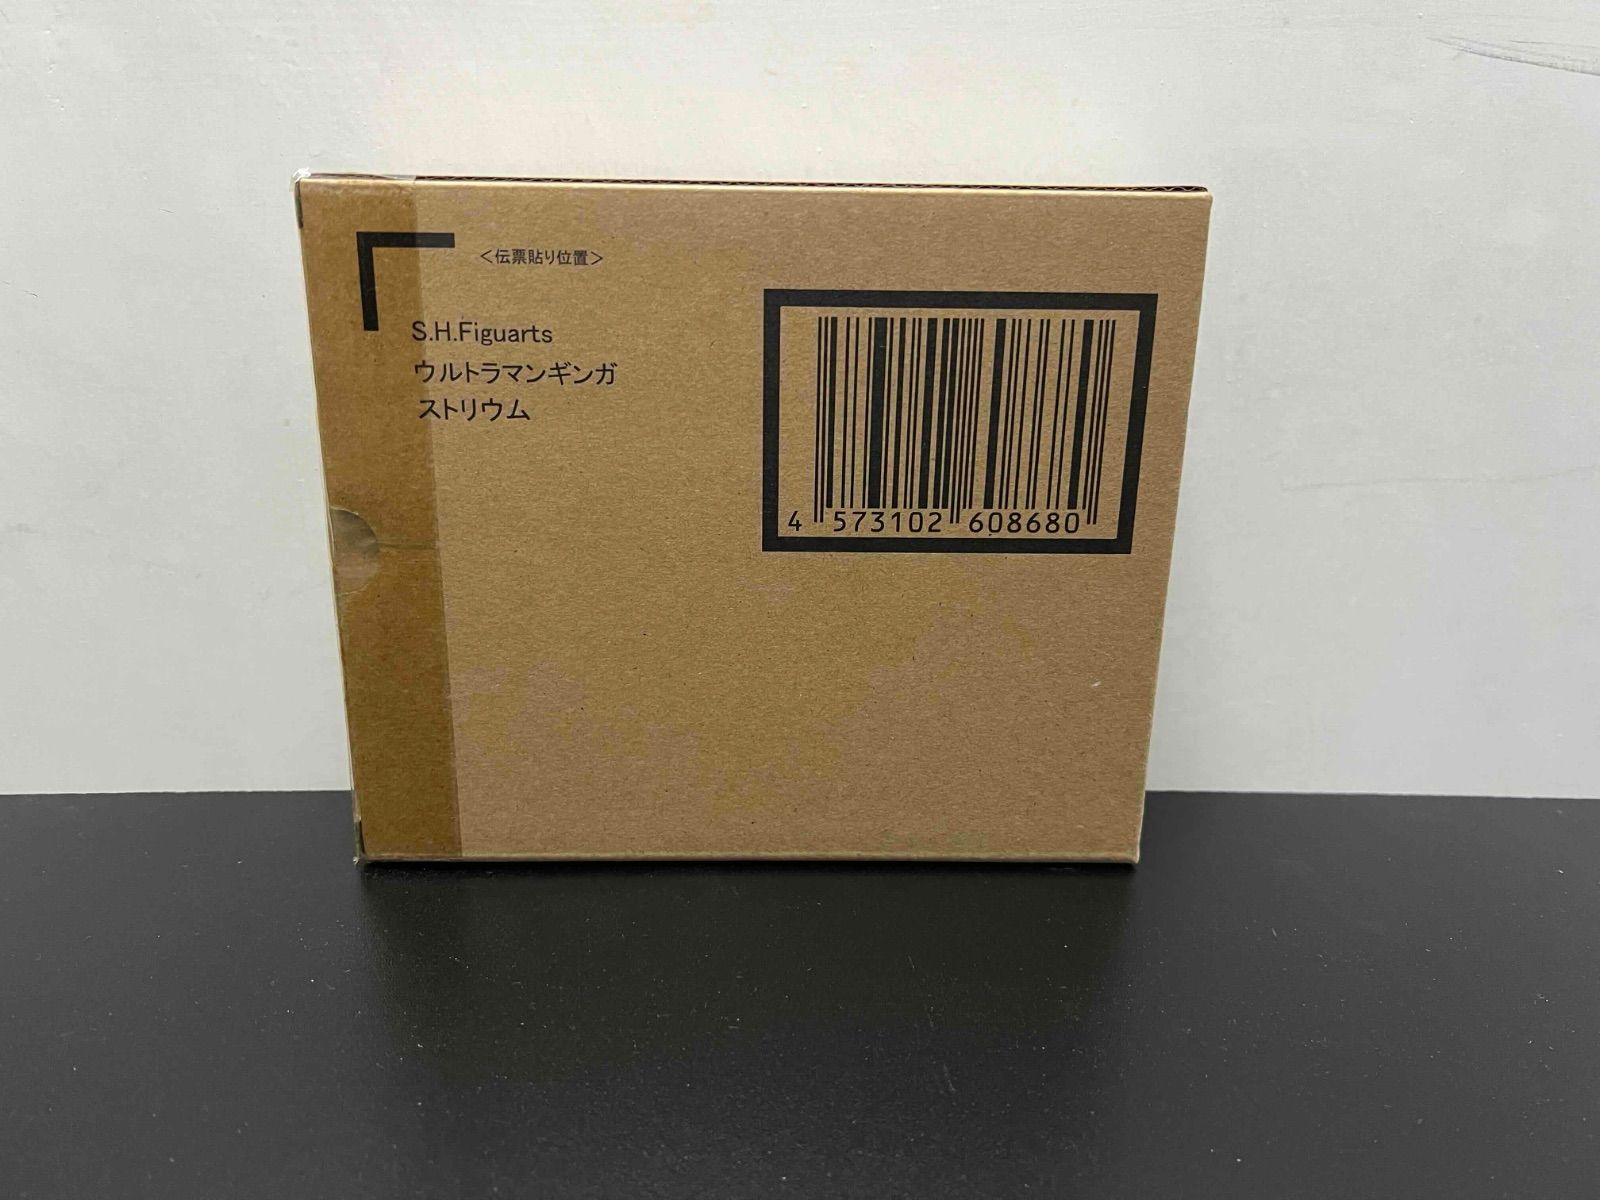 ＜伝票貼り位置＞
S.H.Figuarts
ウルトラマンギンガ
ストリウム
4 573102 608680